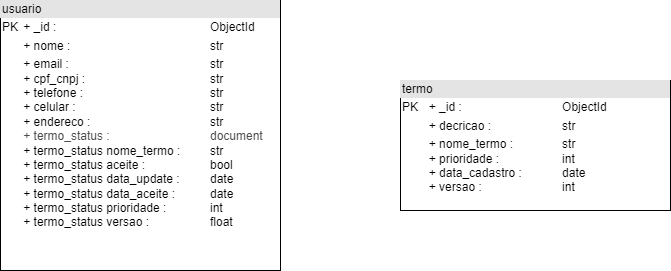 usuario
PK + _id : ObjectId
+ nome : str
+ email : str
+ cpf_cnpj : str
+ telefone : str
+ celular : str
+ endereco : str
+ termo_status : document
+ termo_status nome_termo : str
+ termo_status aceite : bool
+ termo_status data_update : date
+ termo_status data_aceite : date
+ termo_status prioridade : int
+ termo_status versao : float
termo
PK + _id : ObjectId
+ decricao : str
+ nome_termo : str
+ prioridade : int
+ data_cadastro : date
+ versao : int